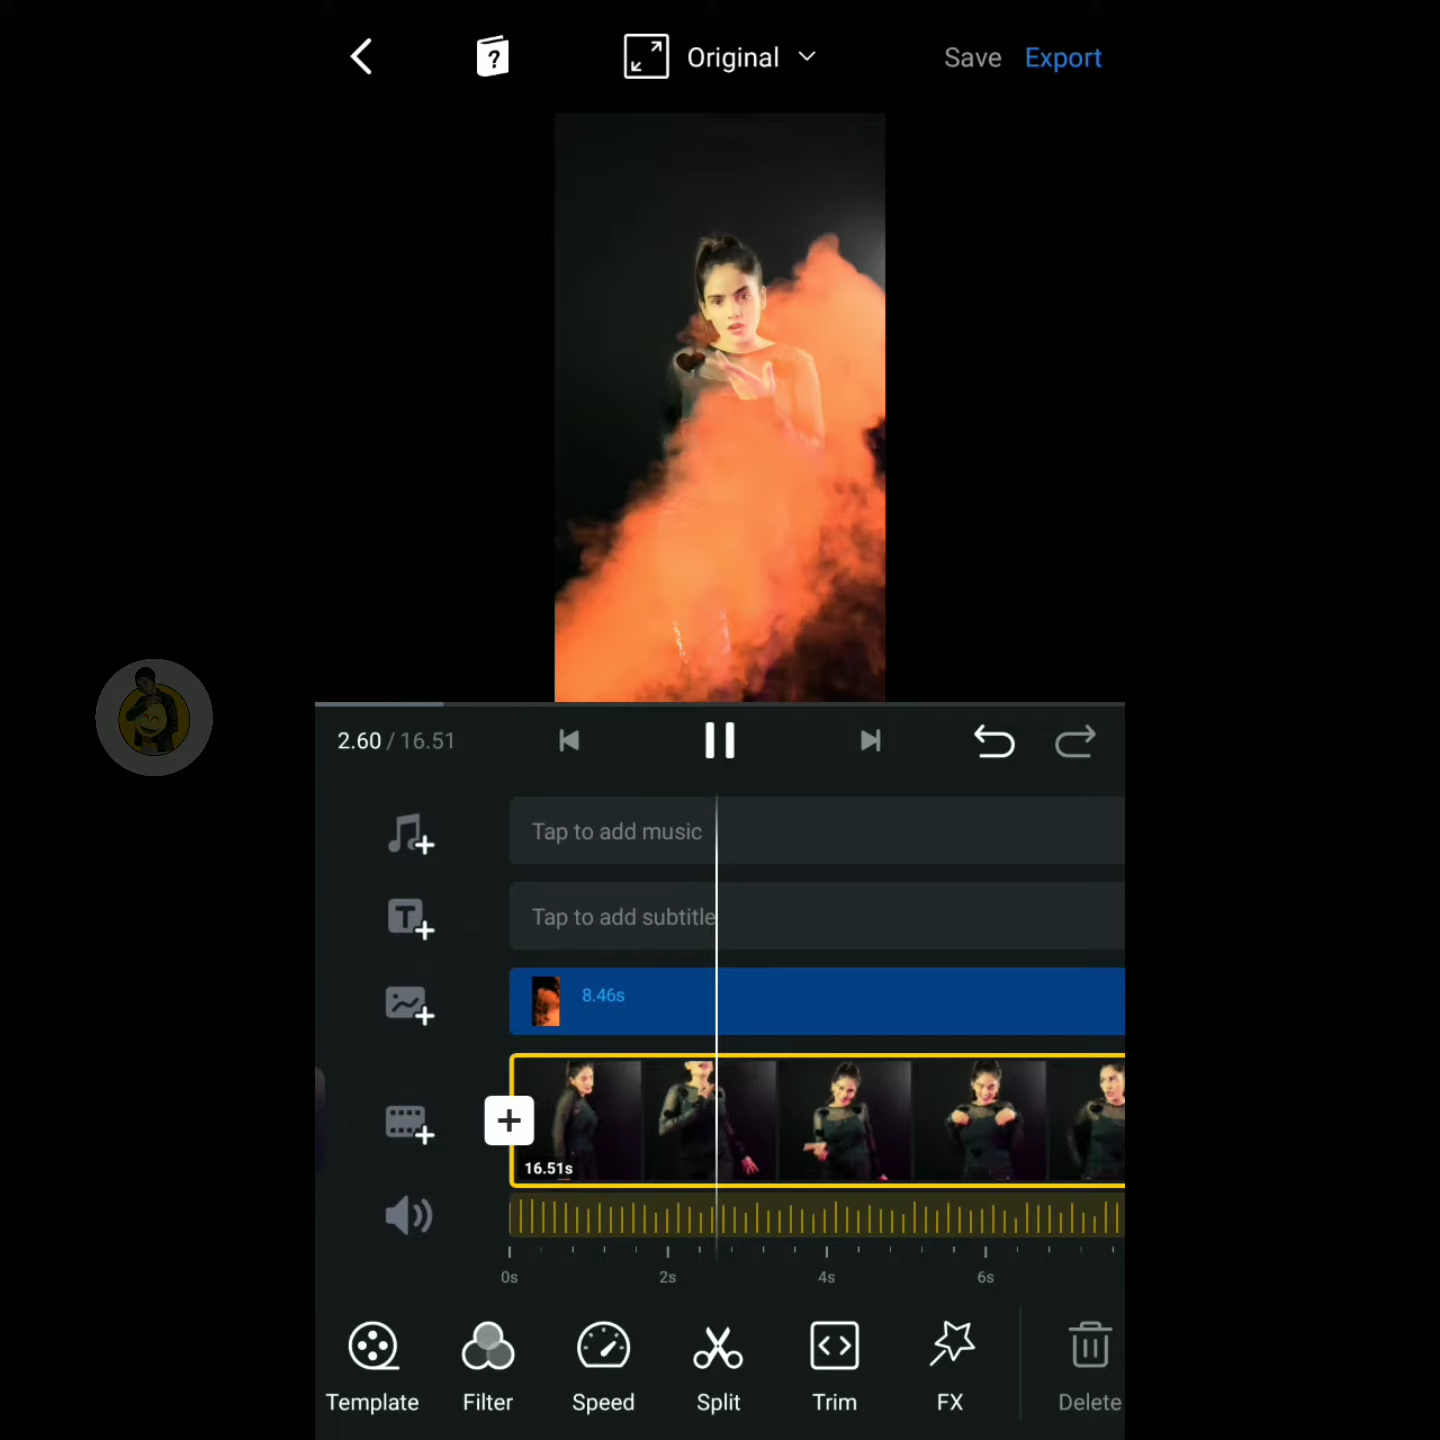 ?
Original
Save Export
2.60 / 16.51
Tap to add music
T
Tap to add subtitle
8.46s
16.51s
0s 2s 4s 6s
Template Filter Speed Split Trim FX Delete